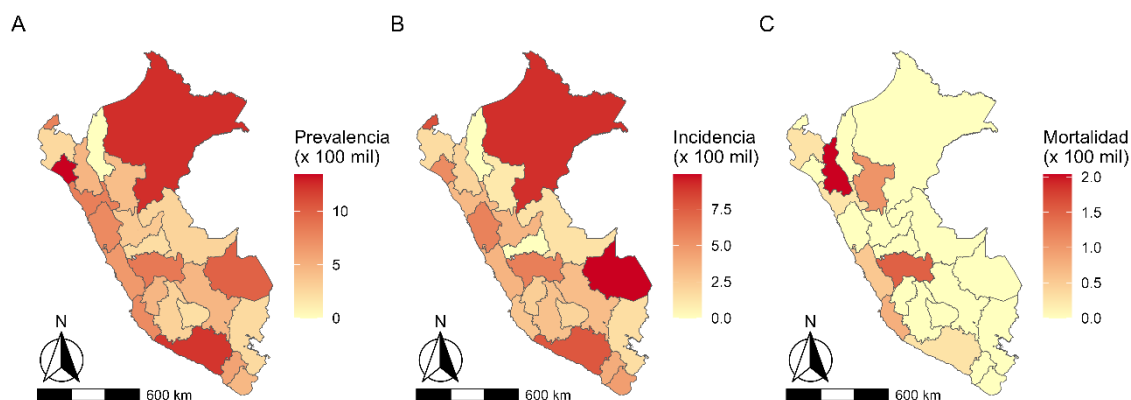 A
Prevalencia
(x 100 mil)
10
5
0
N
600 km
B
Incidencia
(x 100 mil)
7.5
5.0
2.5
0.0
N
600 km
C
Mortalidad
(x 100 mil)
2.0
1.5
1.0
0.5
0.0
N
600 km